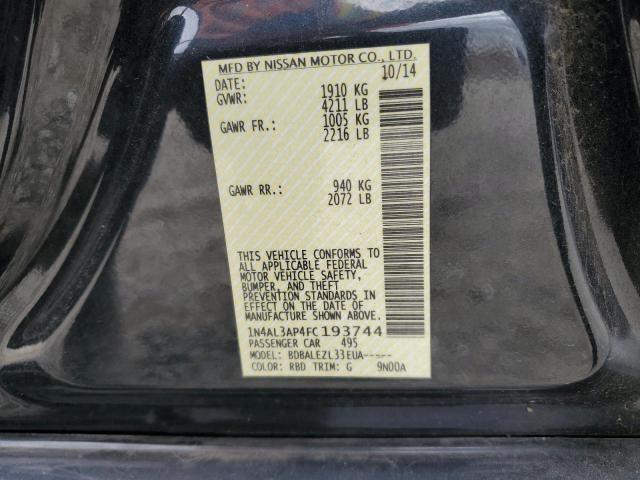 MFD BY NISSAN MOTOR CO., LTD.
DATE: 10/14
GVWR: 1910 KG
4211 LB
GAWR FR.: 1005 KG
2216 LB
GAWR RR.: 940 KG
2072 LB
THIS VEHICLE CONFORMS TO
ALL APPLICABLE FEDERAL
MOTOR VEHICLE SAFETY,
BUMPER, AND THEFT
PREVENTION STANDARDS IN
EFFECT ON THE DATE OF
MANUFACTURE SHOWN ABOVE.
1N4AL3AP4FC193744
PASSENGER CAR 495
MODEL: BDBALEZL33EUA-----
COLOR: RBD TRIM: G 9N00A